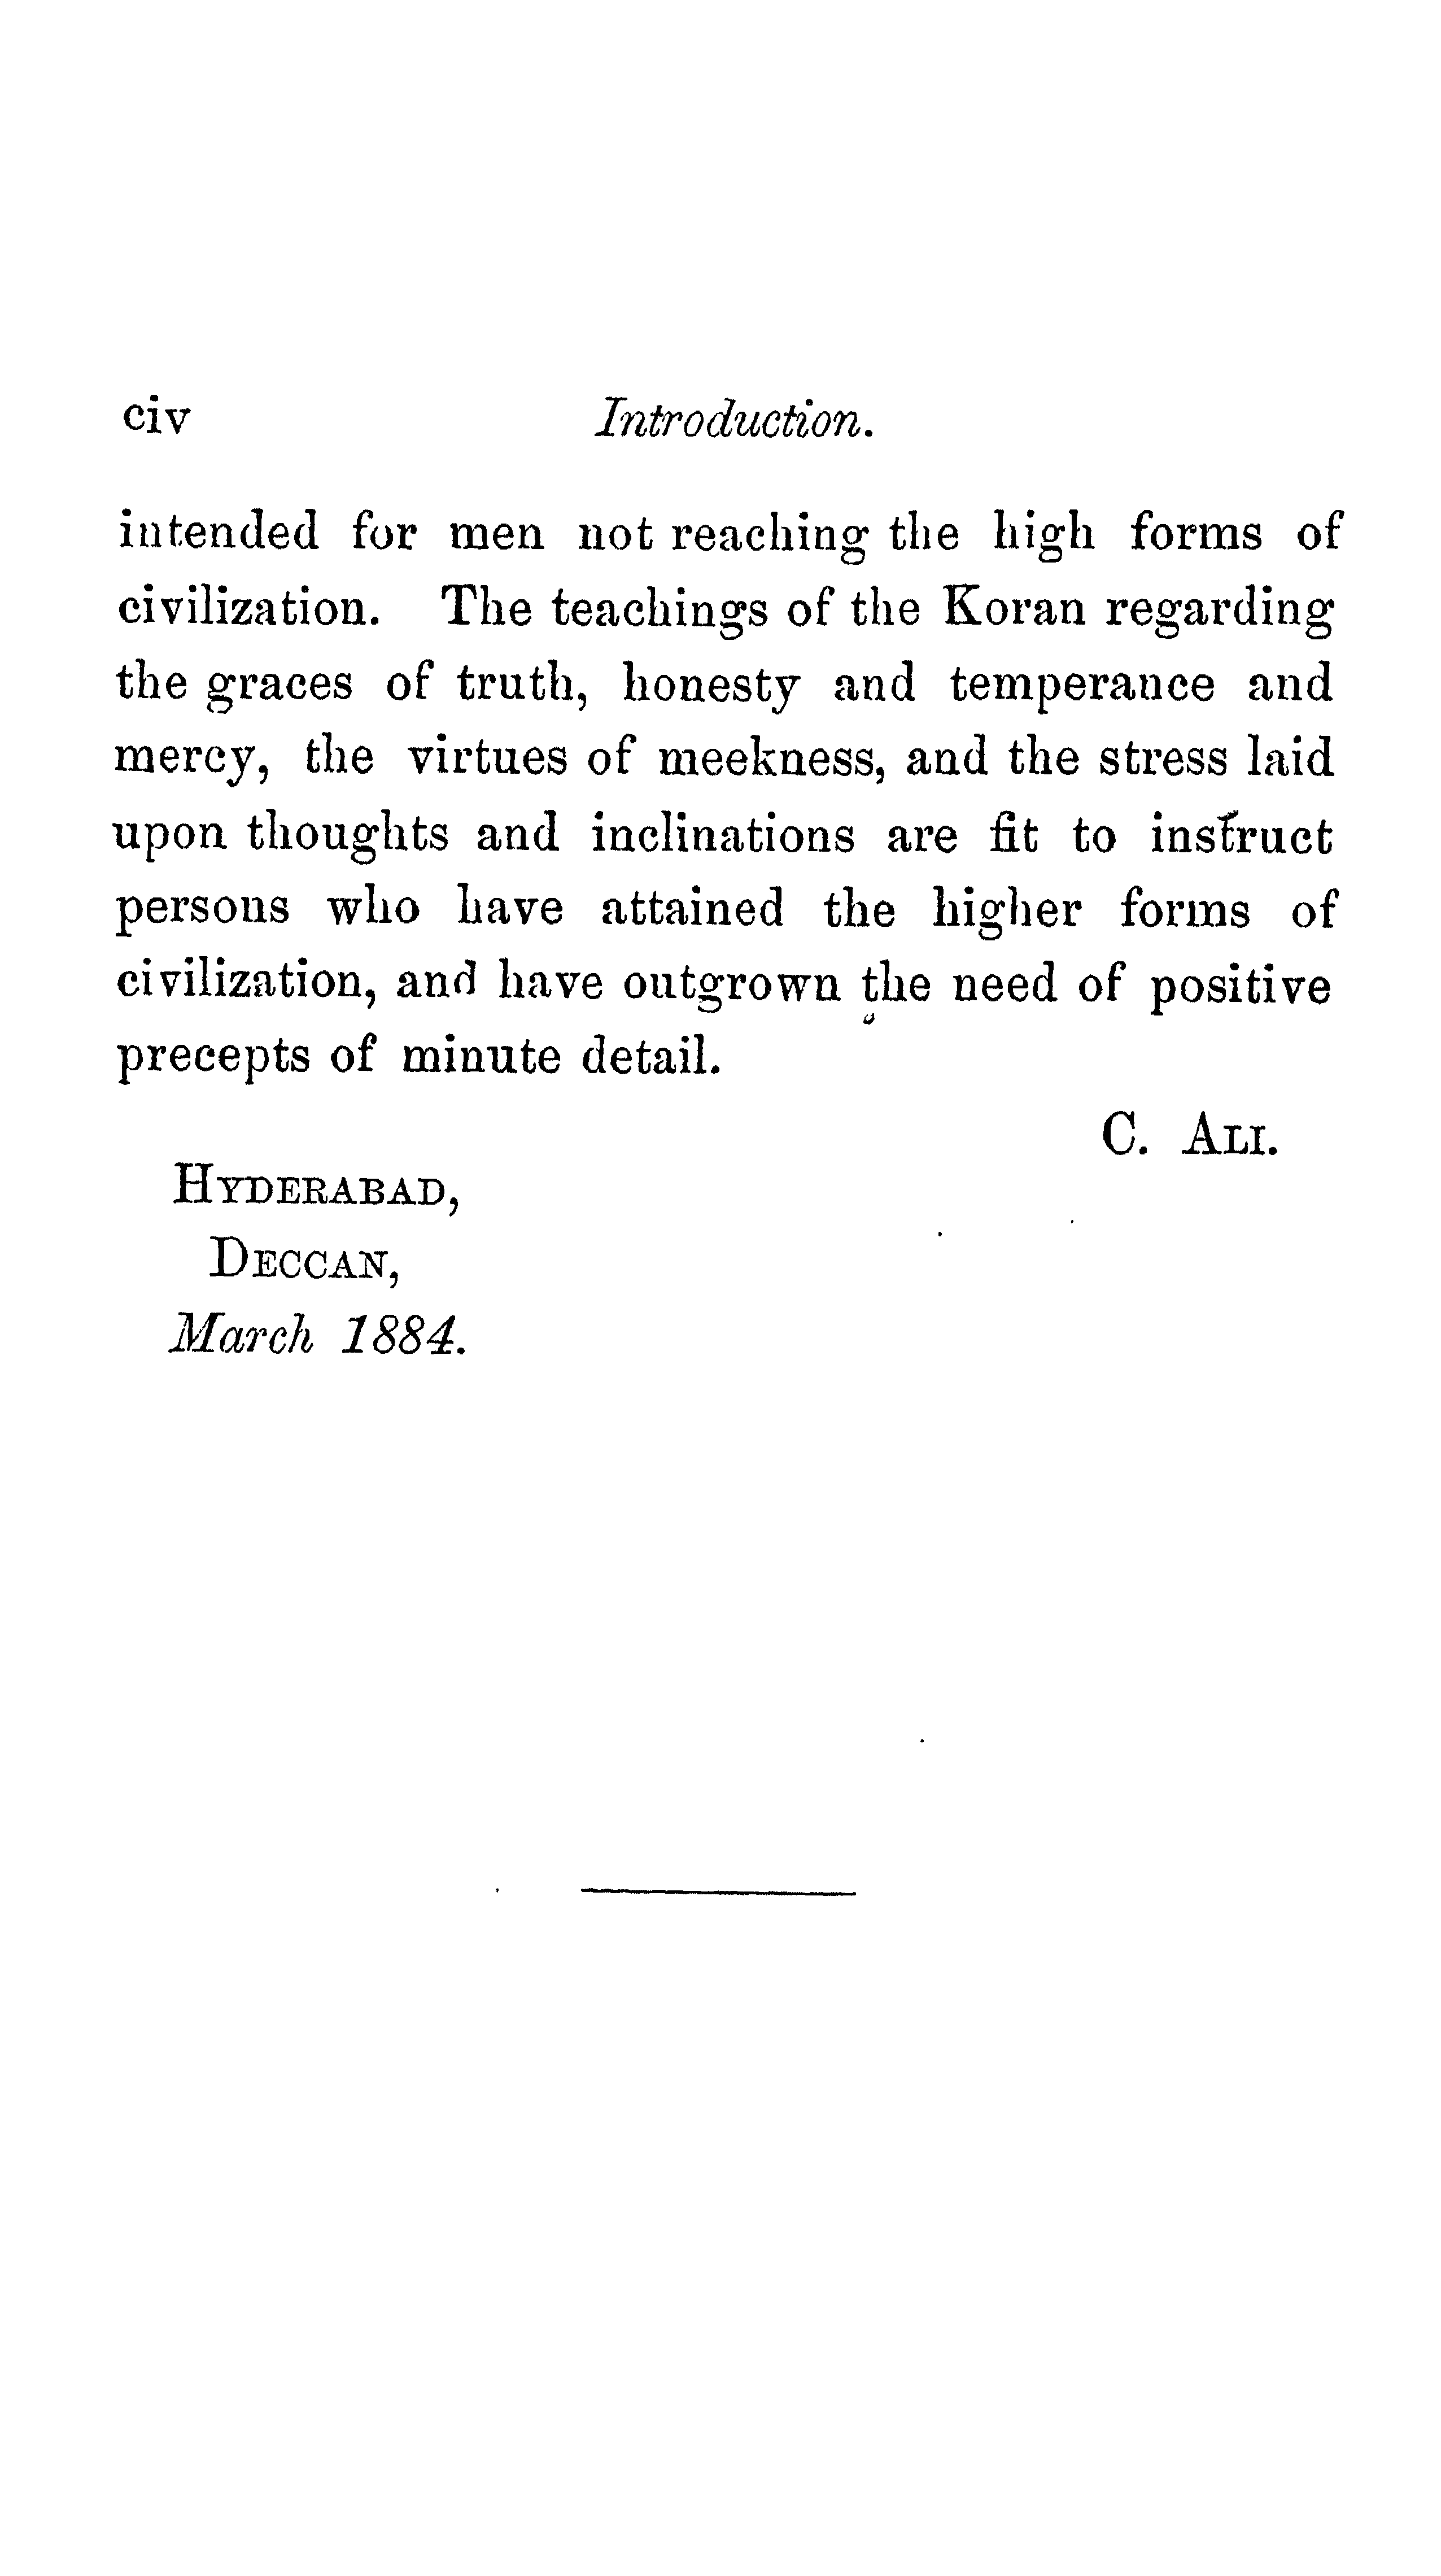 civ Introduction.
intended for men not reaching the high forms of
civilization. The teachings of the Koran regarding
the graces of truth, honesty and temperance and
mercy, the virtues of meekness, and the stress laid
upon thoughts and inclinations are fit to instruct
persons who have attained the higher forms of
civilization, and have outgrown the need of positive
precepts of minute detail.
C. ALI.
HYDERABAD,
DECCAN,
March 1884.